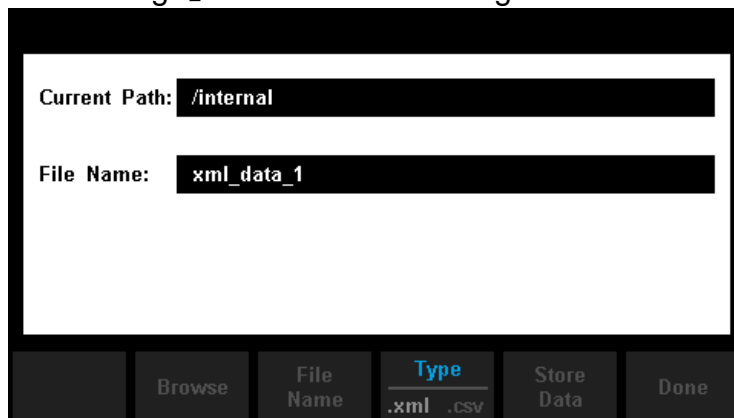 Current Path: /internal
File Name: xml_data_1
Browse
File
Name
Type
.xml .csv
Store
Data
Done